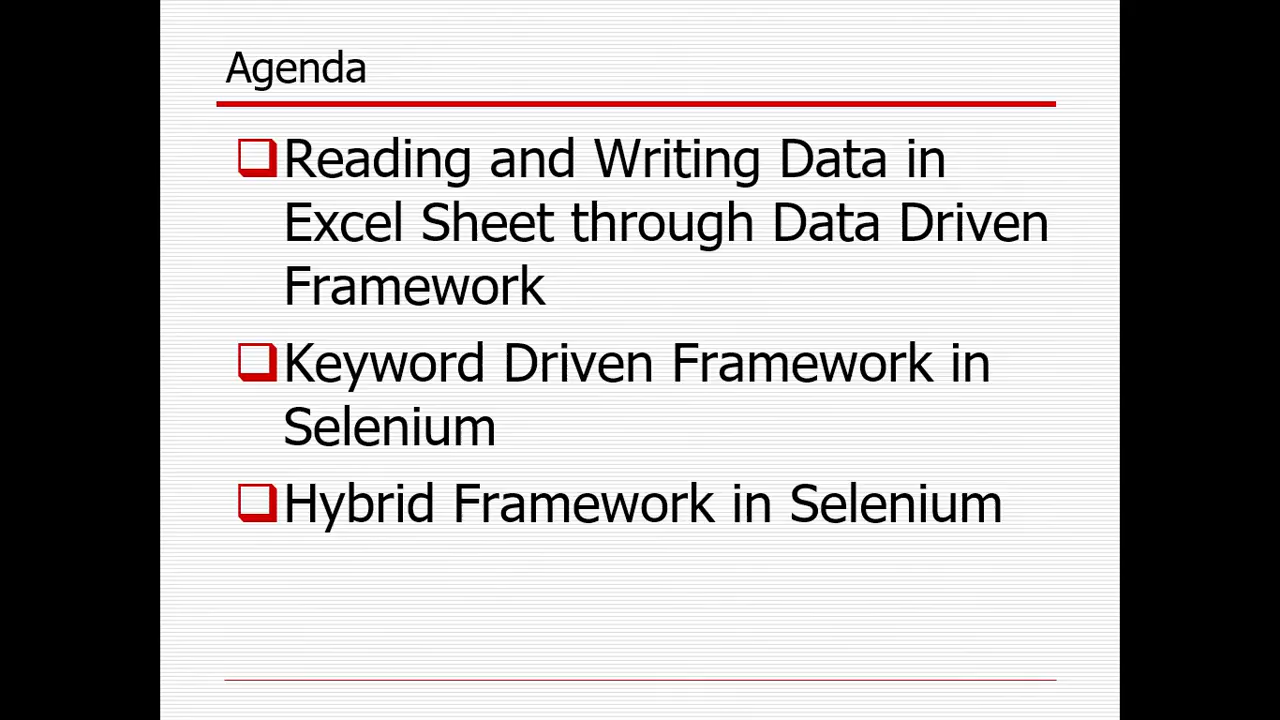 Agenda
Reading and Writing Data in
Excel Sheet through Data Driven
Framework
Keyword Driven Framework in
Selenium
Hybrid Framework in Selenium